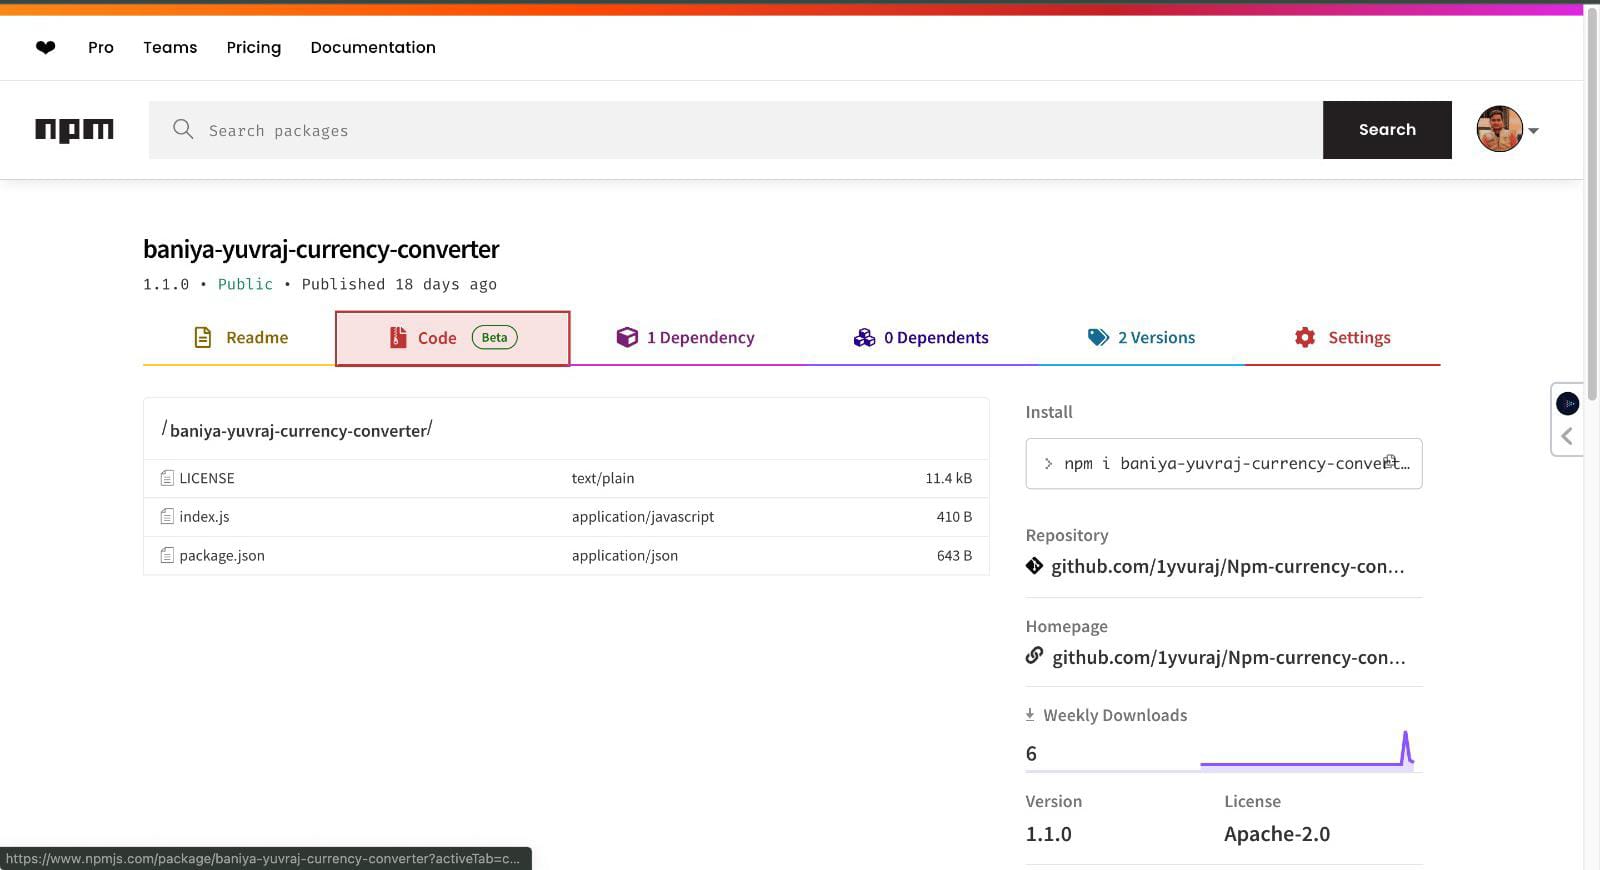 Pro Teams Pricing Documentation
npm Search packages Search
baniya-yuvraj-currency-converter
1.1.0 • Public • Published 18 days ago
Readme Code Beta 1 Dependency 0 Dependents 2 Versions Settings
/baniya-yuvraj-currency-converter/
LICENSE text/plain 11.4 kB
index.js application/javascript 410 B
package.json application/json 643 B
Install
> npm i baniya-yuvraj-currency-convert…
Repository
github.com/1yvuraj/Npm-currency-con...
Homepage
github.com/1yvuraj/Npm-currency-con...
Weekly Downloads
6
Version License
1.1.0 Apache-2.0
https://www.npmjs.com/package/baniya-yuvraj-currency-converter?activeTab=c...